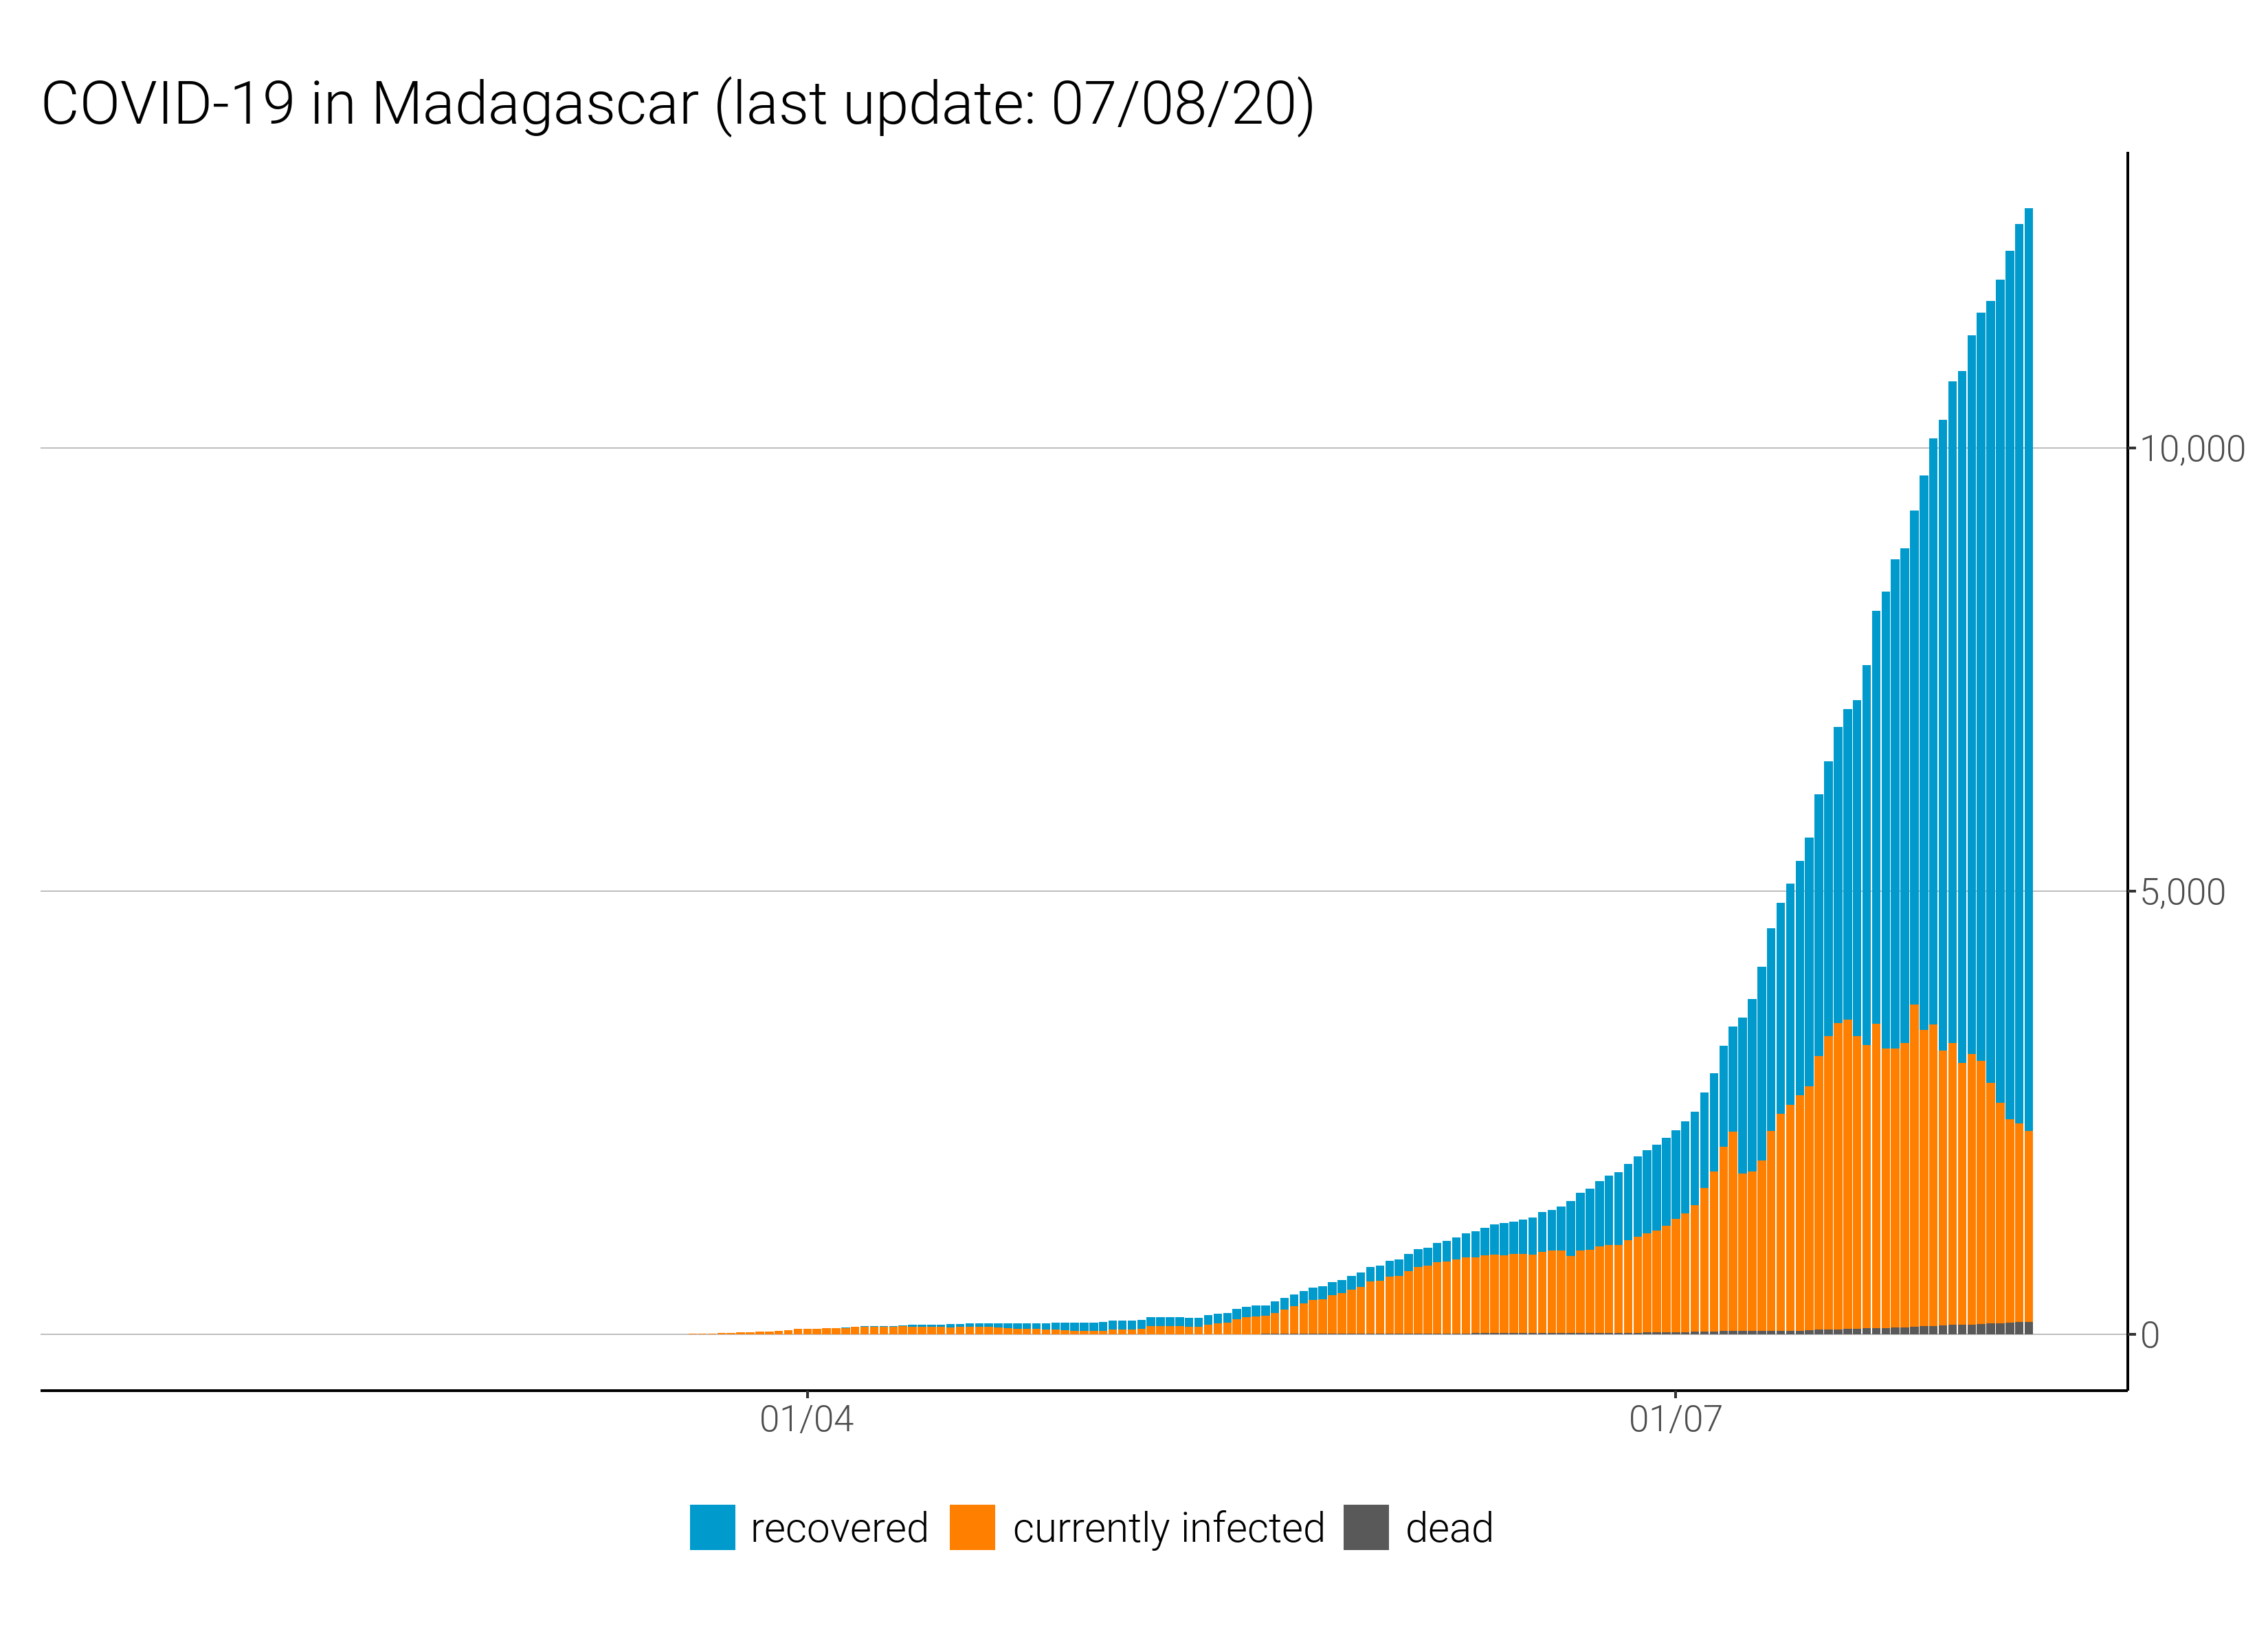 COVID-19 in Madagascar (last update: 07/08/20)
10,000
5,000
0
01/04 01/07
recovered currently infected dead